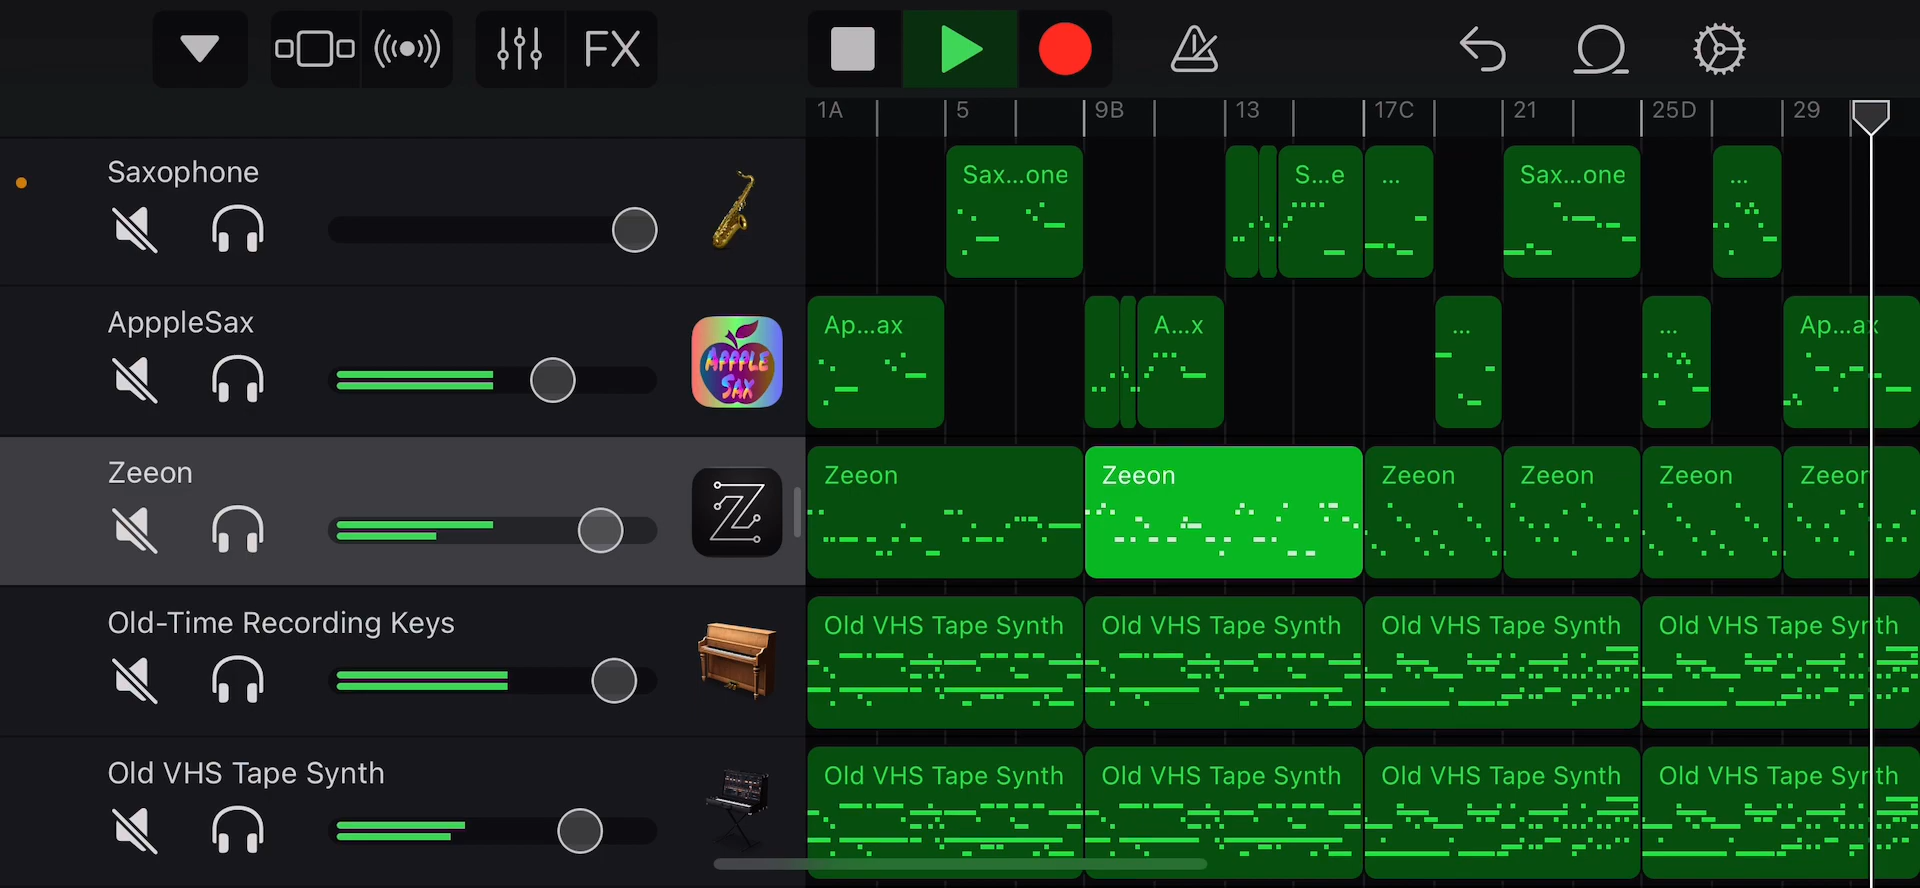 FX
1A 5 9B 13 17C 21 25D 29
Saxophone
Sax...one S...e ... Sax...one ...
ApppleSax
APPPLE
SAX
Ap...ax A...x ... ... Ap...ax
Zeeon
Z
Zeeon Zeeon Zeeon Zeeon Zeeon Zeeon
Old-Time Recording Keys
Old VHS Tape Synth Old VHS Tape Synth Old VHS Tape Synth Old VHS Tape Synth
Old VHS Tape Synth
Old VHS Tape Synth Old VHS Tape Synth Old VHS Tape Synth Old VHS Tape Synth